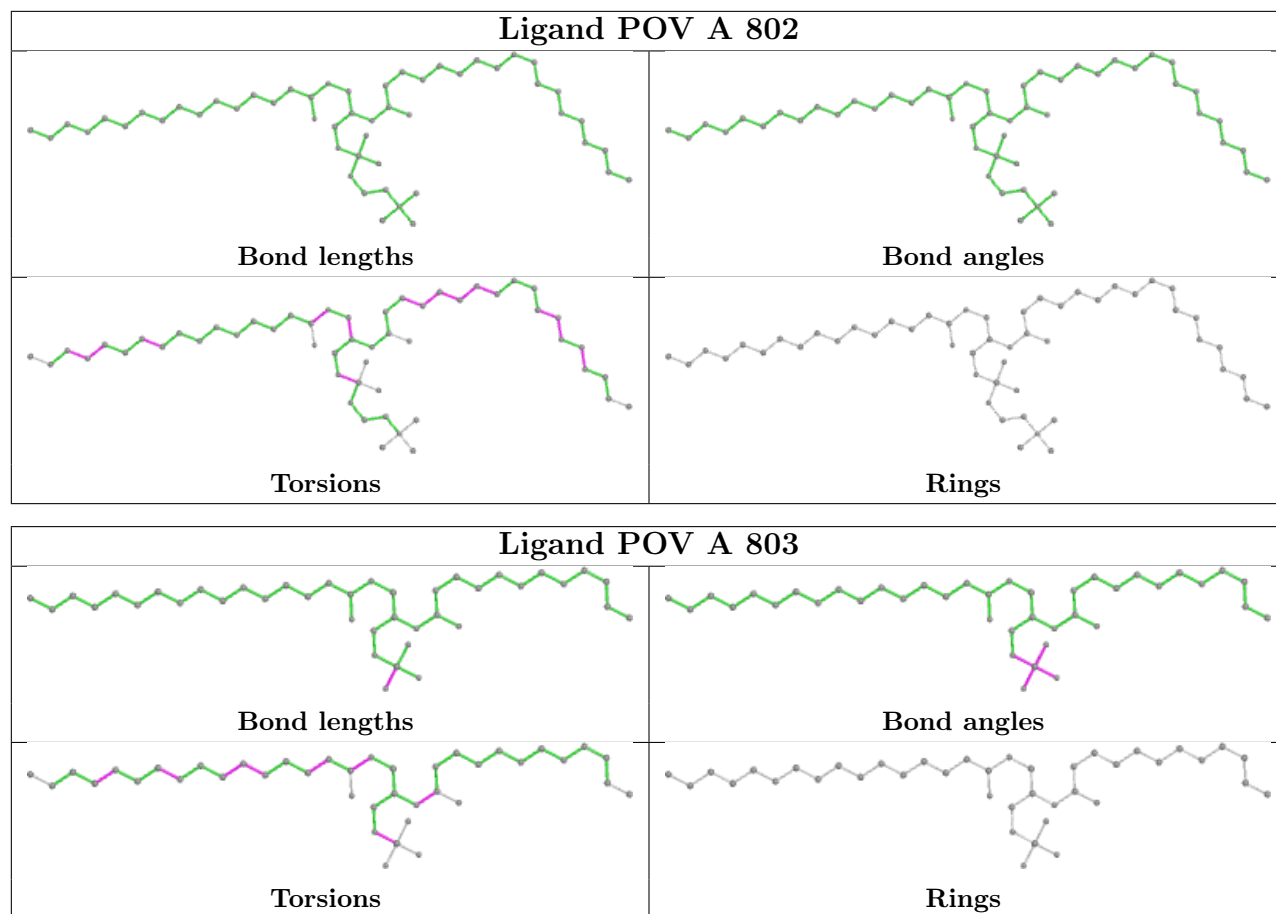 Ligand POV A 802
Bond lengths
Bond angles
Torsions
Rings
Ligand POV A 803
Bond lengths
Bond angles
Torsions
Rings